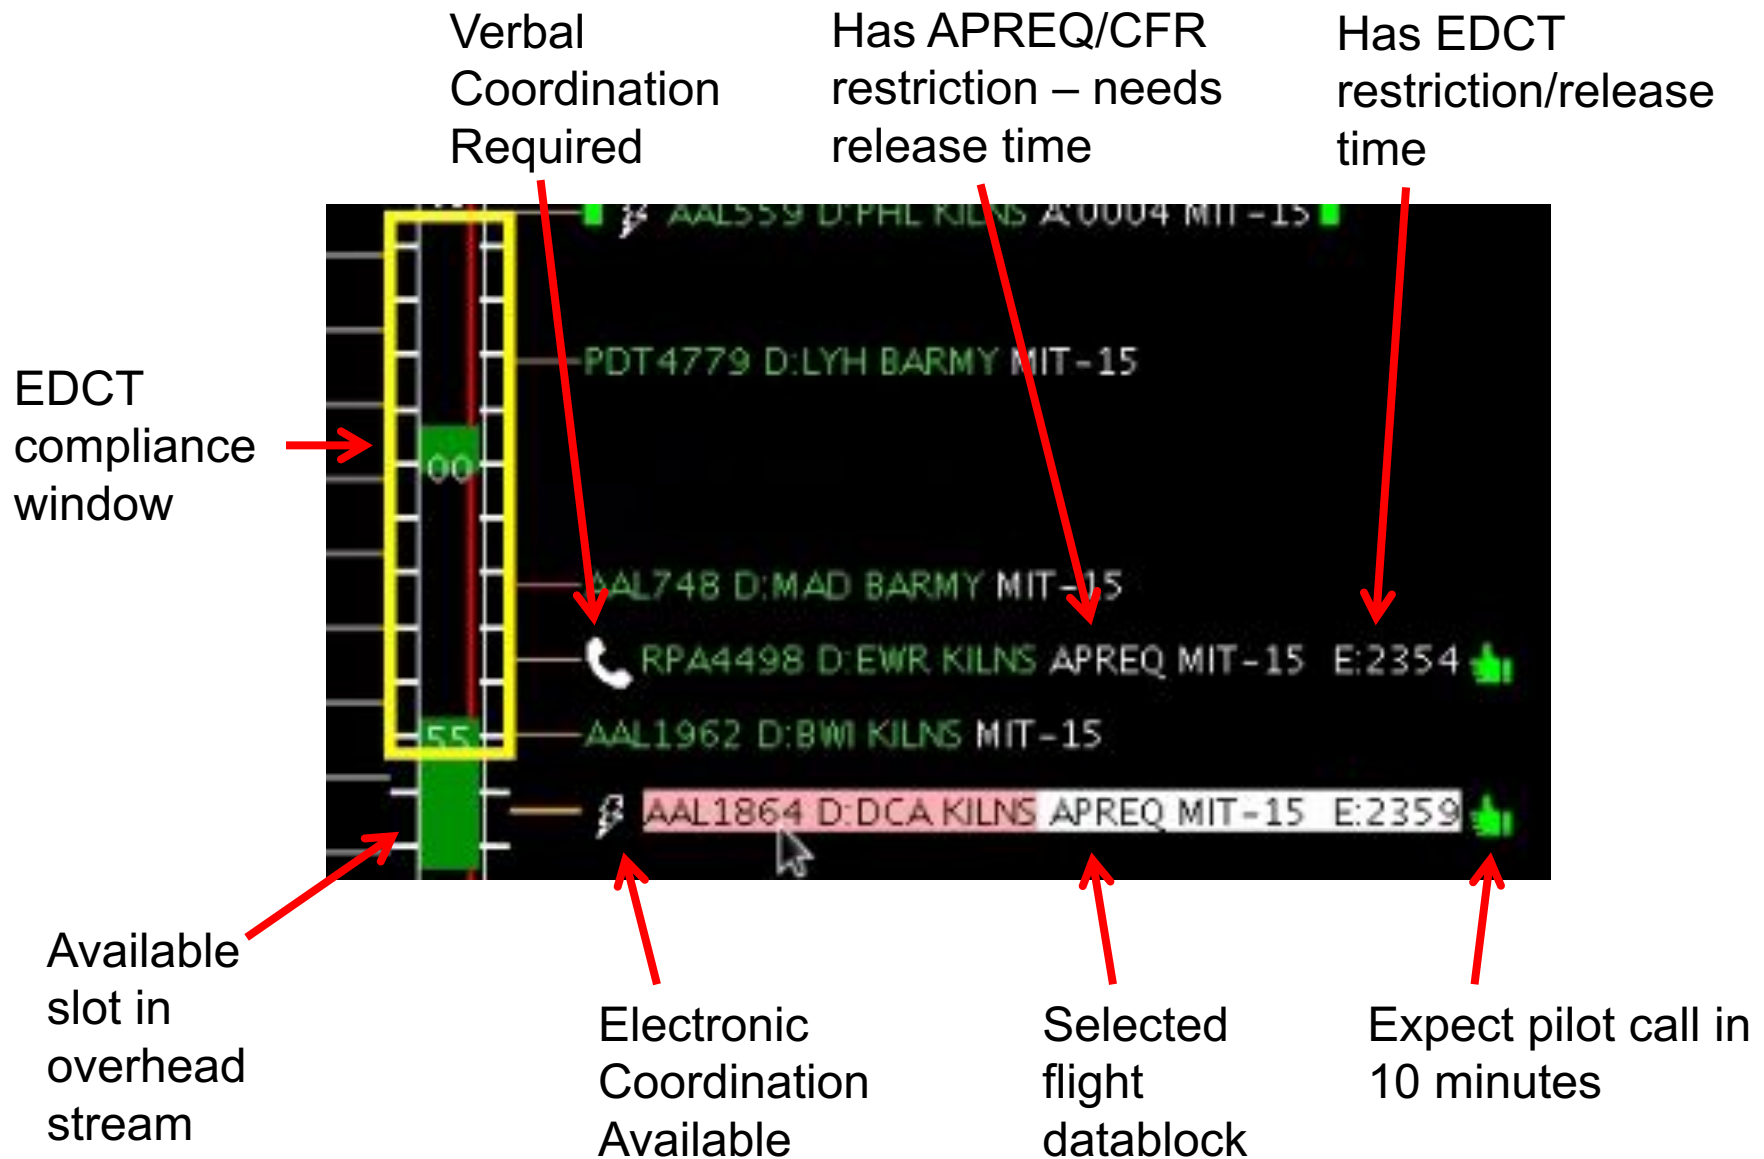 Verbal
Coordination
Required
Has APREQ/CFR
restriction – needs
release time
Has EDCT
restriction/release
time
AAL559 D:PHL KILNS A:0004 MIT-15
PDT4779 D:LYH BARMY MIT-15
EDCT
compliance
window
00
AAL748 D:MAD BARMY MIT-15
RPA4498 D:EWR KILNS APREQ MIT-15 E:2354
55
AAL1962 D:BWI KILNS MIT-15
AAL1864 D:DCA KILNS APREQ MIT-15 E:2359
Available
slot in
overhead
stream
Electronic
Coordination
Available
Selected
flight
datablock
Expect pilot call in
10 minutes